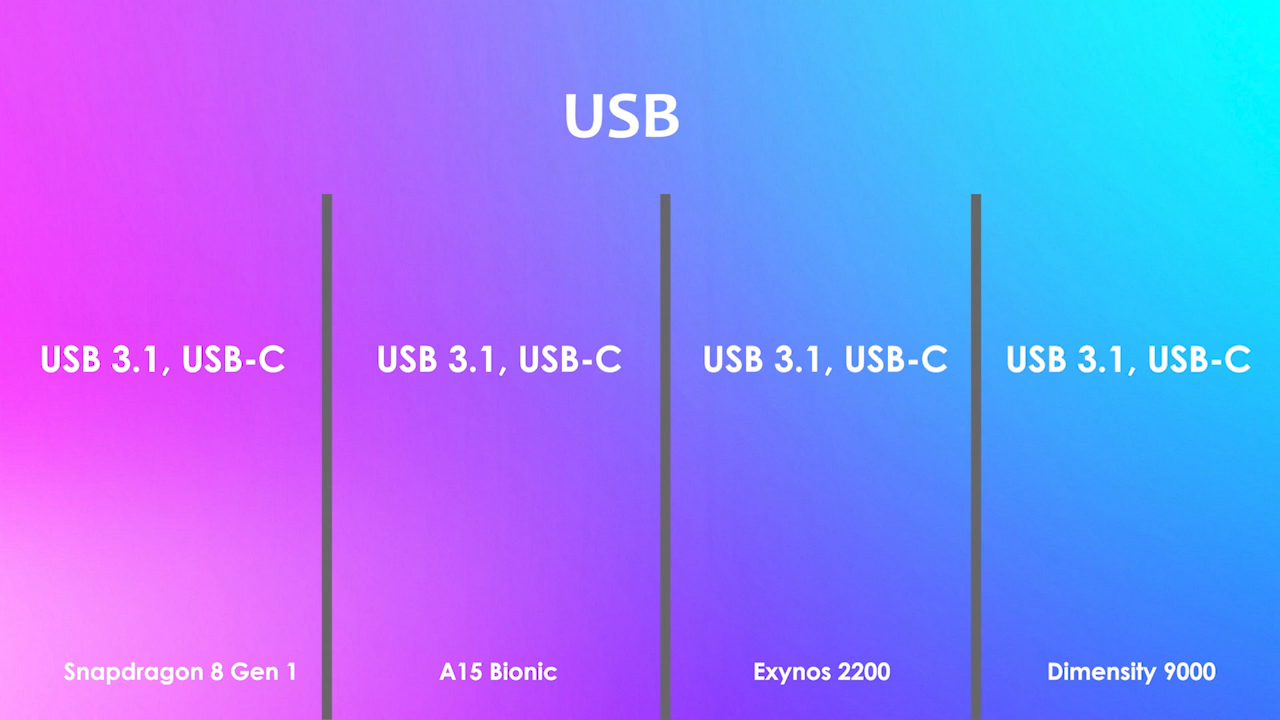 USB
USB 3.1, USB-C
USB 3.1, USB-C
USB 3.1, USB-C
USB 3.1, USB-C
Snapdragon 8 Gen 1
A15 Bionic
Exynos 2200
Dimensity 9000